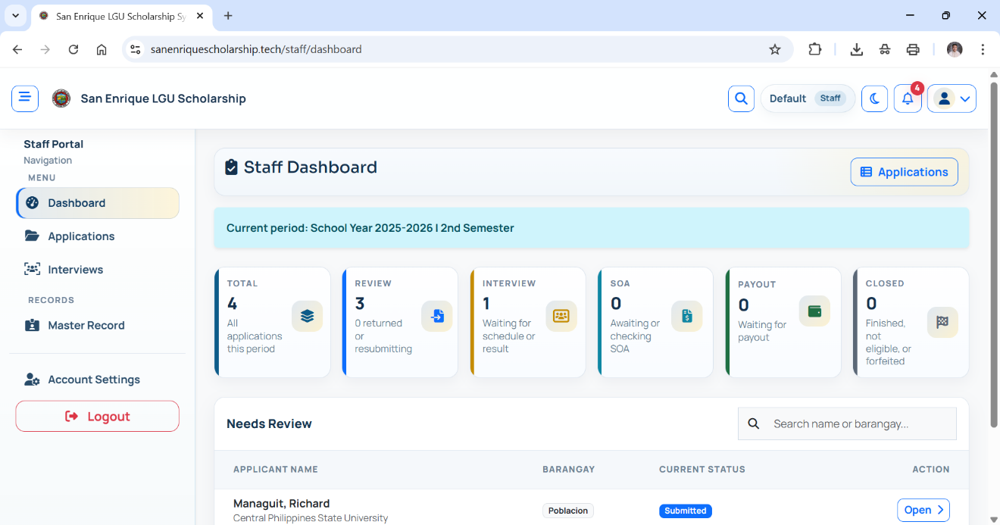 San Enrique LGU Scholarship Sy
sanenriquescholarship.tech/staff/dashboard
San Enrique LGU Scholarship
Default Staff
4
Staff Portal
Navigation
MENU
Dashboard
Applications
Interviews
RECORDS
Master Record
Account Settings
Logout
Staff Dashboard
Applications
Current period: School Year 2025-2026 | 2nd Semester
TOTAL
4
All
applications
this period
REVIEW
3
0 returned
or
resubmitting
INTERVIEW
1
Waiting for
schedule or
result
SOA
0
Awaiting or
checking
SOA
PAYOUT
0
Waiting for
payout
CLOSED
0
Finished,
not
eligible, or
forfeited
Needs Review
Search name or barangay...
APPLICANT NAME BARANGAY CURRENT STATUS ACTION
Managuit, Richard
Central Philippines State University
Poblacion
Submitted
Open